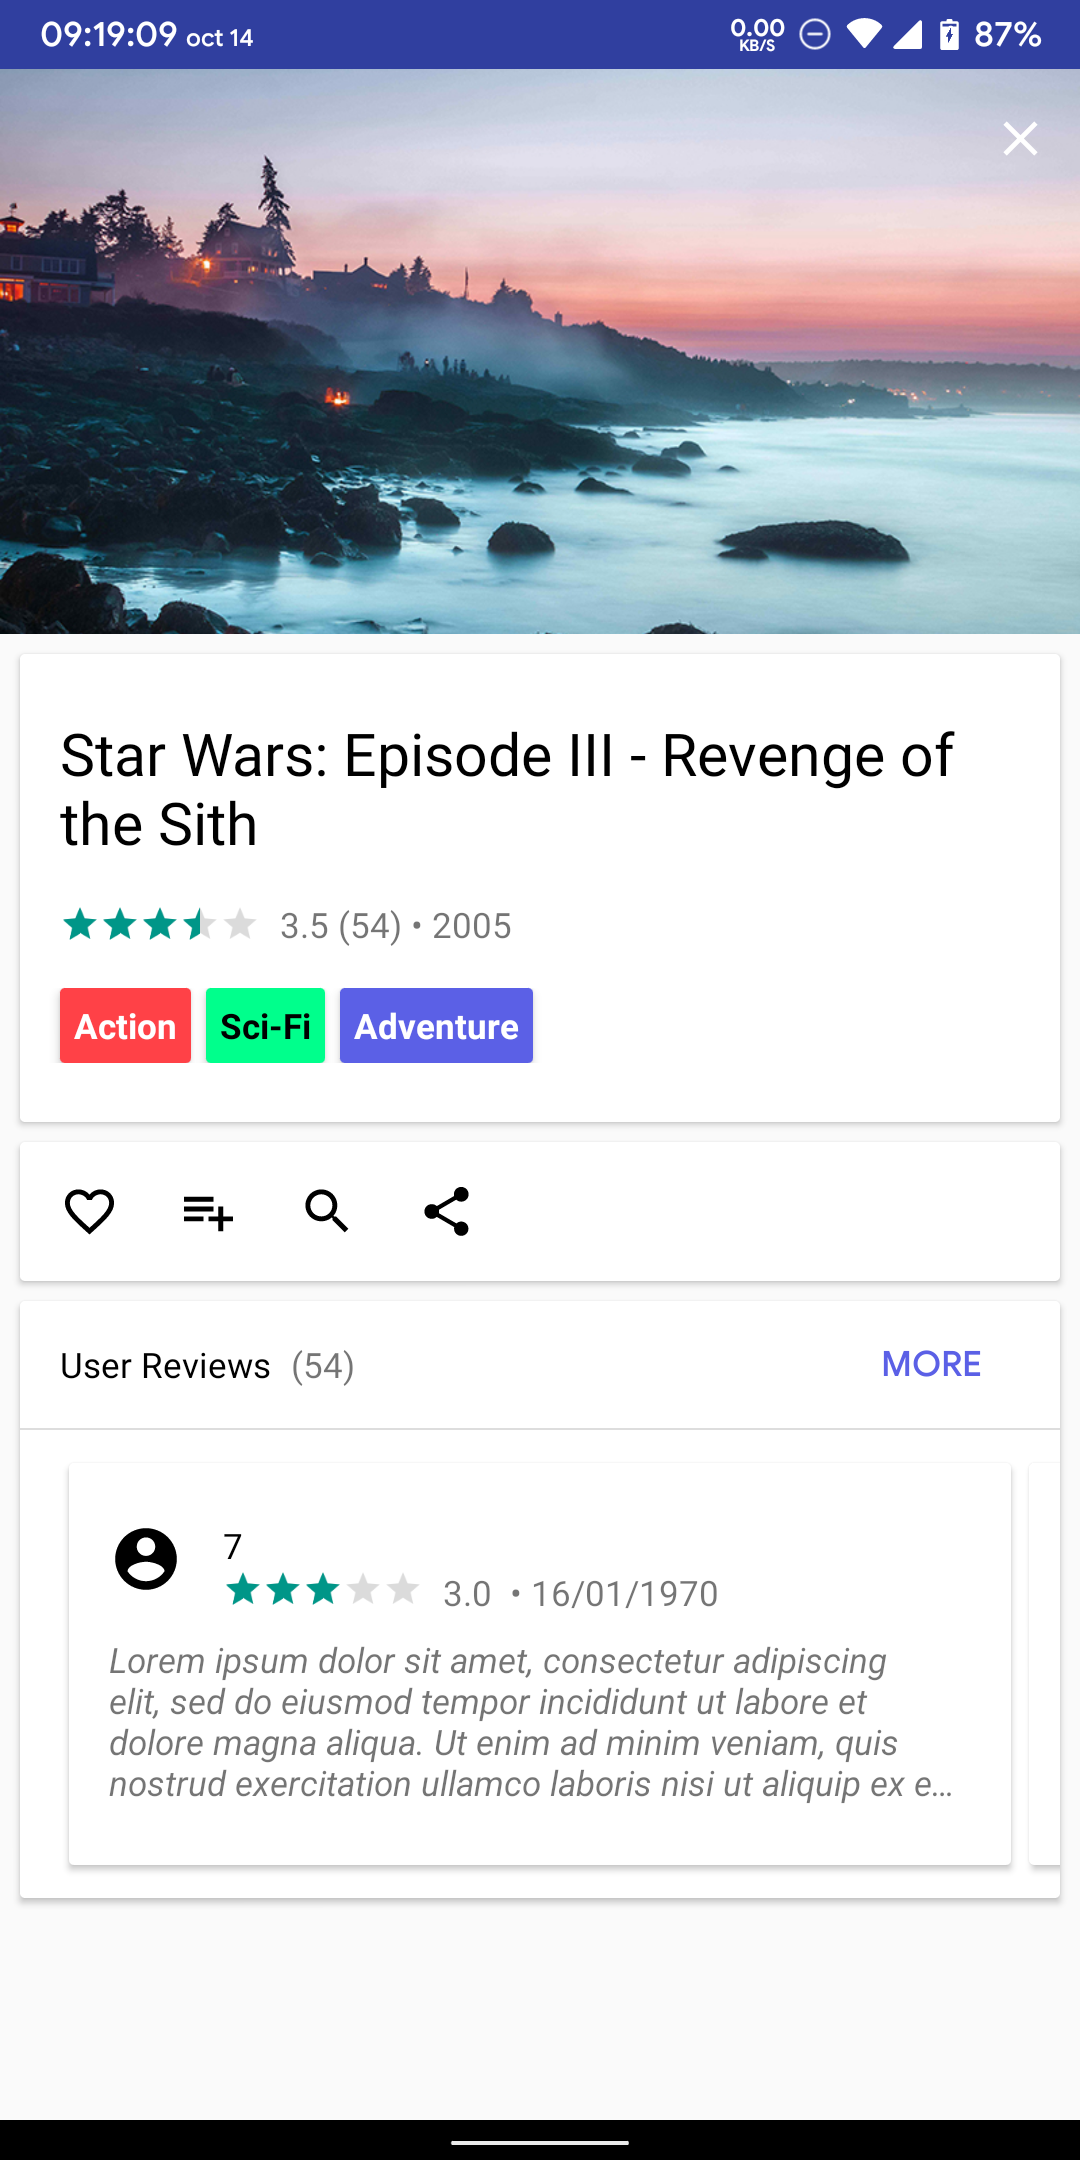 09:19:09 oct 14
0.00
KB/S
87%
Star Wars: Episode III - Revenge of
the Sith
3.5 (54) • 2005
Action Sci-Fi Adventure
User Reviews (54) MORE
7
3.0 • 16/01/1970
Lorem ipsum dolor sit amet, consectetur adipiscing
elit, sed do eiusmod tempor incididunt ut labore et
dolore magna aliqua. Ut enim ad minim veniam, quis
nostrud exercitation ullamco laboris nisi ut aliquip ex e…